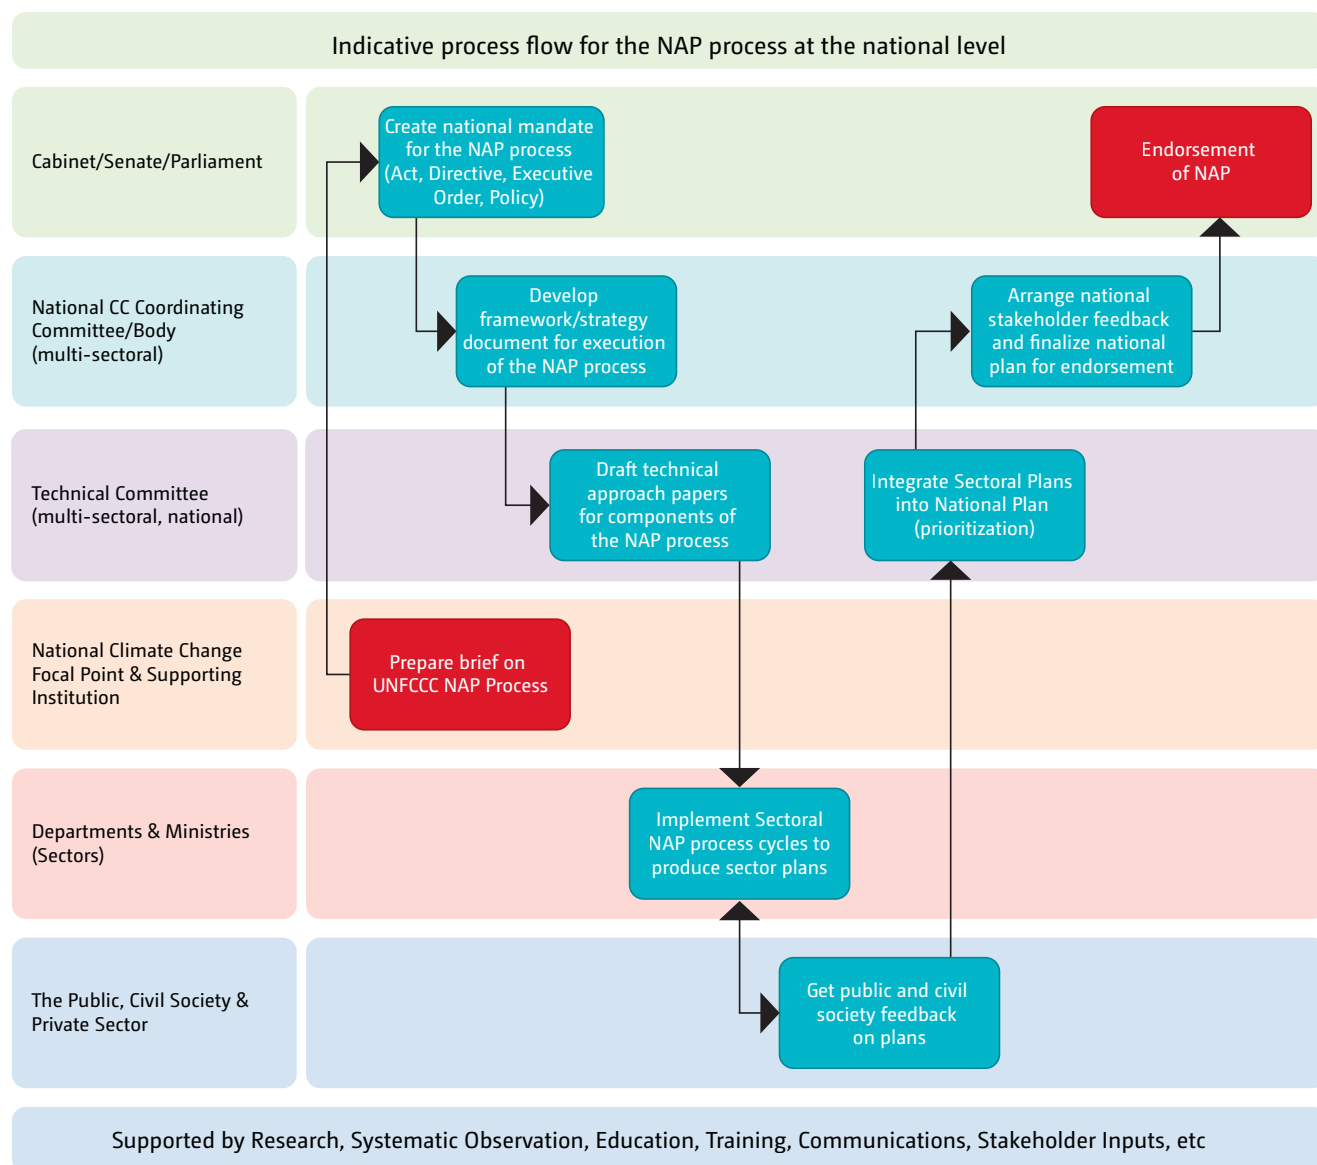 Indicative process flow for the NAP process at the national level
Cabinet/Senate/Parliament
Create national mandate
for the NAP process
(Act, Directive, Executive
Order, Policy)
Endorsement
of NAP
National CC Coordinating
Committee/Body
(multi-sectoral)
Develop
framework/strategy
document for execution
of the NAP process
Arrange national
stakeholder feedback
and finalize national
plan for endorsement
Technical Committee
(multi-sectoral, national)
Draft technical
approach papers
for components of
the NAP process
Integrate Sectoral Plans
into National Plan
(prioritization)
National Climate Change
Focal Point & Supporting
Institution
Prepare brief on
UNFCCC NAP Process
Departments & Ministries
(Sectors)
Implement Sectoral
NAP process cycles to
produce sector plans
The Public, Civil Society &
Private Sector
Get public and civil
society feedback
on plans
Supported by Research, Systematic Observation, Education, Training, Communications, Stakeholder Inputs, etc